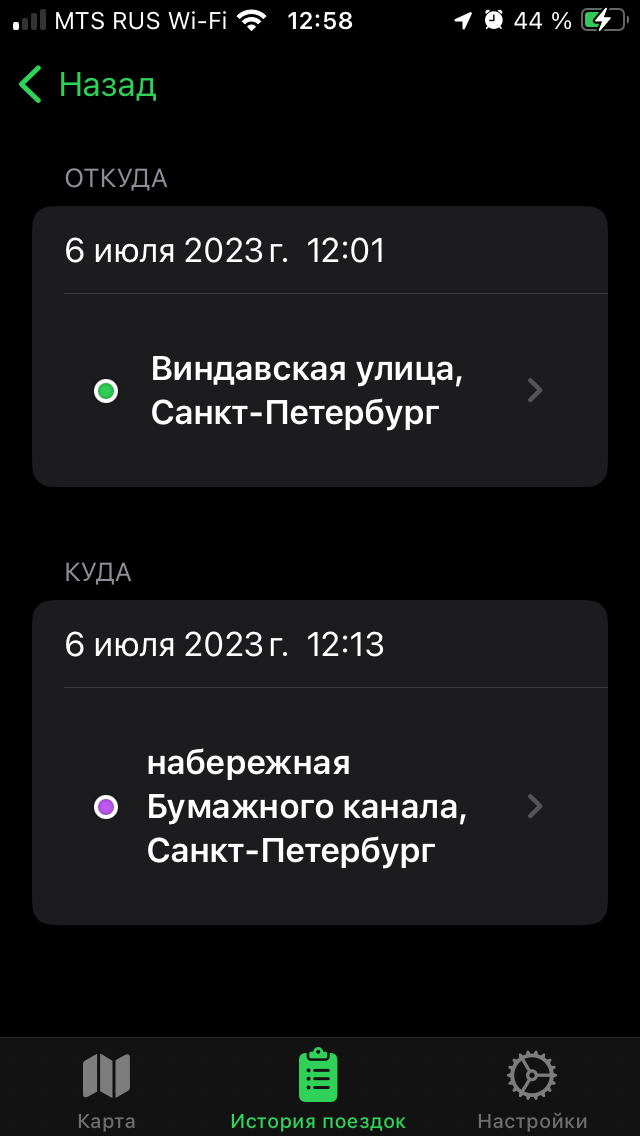 MTS RUS Wi-Fi 12:58 44 %
Назад
ОТКУДА
6 июля 2023 г. 12:01
Виндавская улица,
Санкт-Петербург
КУДА
6 июля 2023 г. 12:13
набережная
Бумажного канала,
Санкт-Петербург
Карта История поездок Настройки